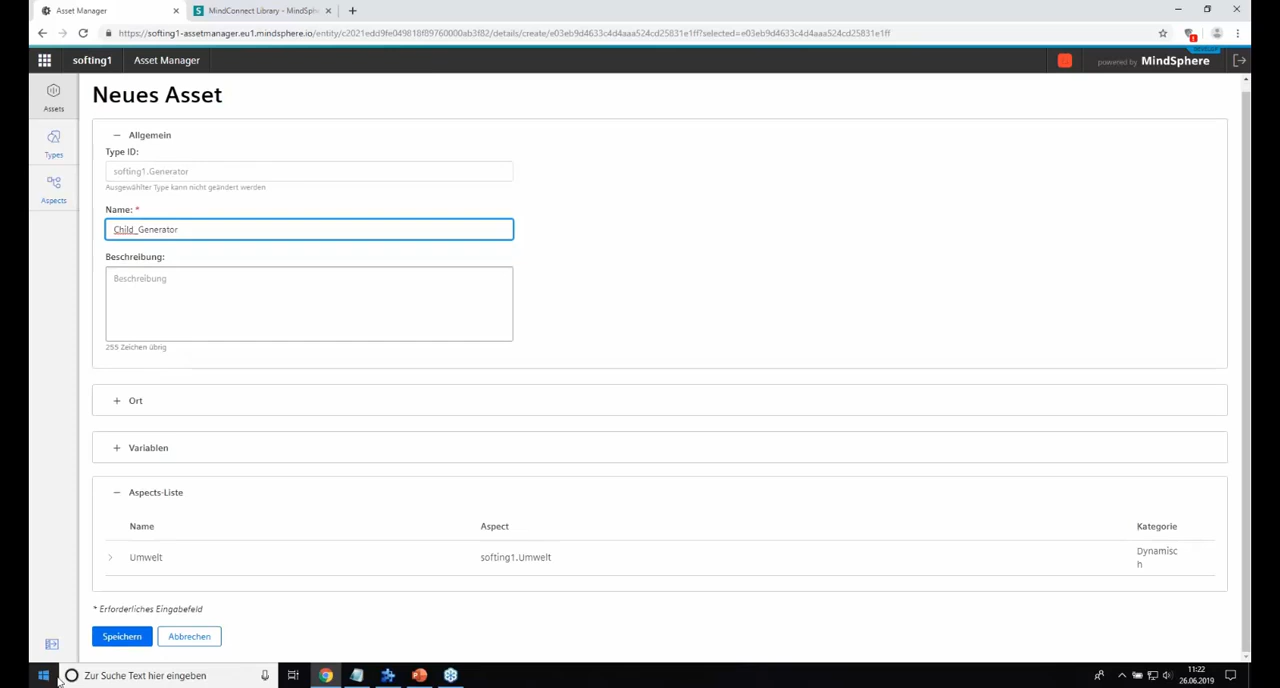 Asset Manager
MindConnect Library - MindSphe
https://softing1-assetmanager.eu1.mindsphere.io/entity/c2021edd9fe049818f89760000ab3f82/details/create/e03eb9d4633c4d4aaa524cd25831e1ff?selected=e03eb9d4633c4d4aaa524cd25831e1ff
softing1 Asset Manager
powered by MindSphere
Assets
Types
Aspects
Neues Asset
Allgemein
Type ID:
softing1.Generator
Ausgewählter Type kann nicht geändert werden
Name: *
Child_Generator
Beschreibung:
Beschreibung
255 Zeichen übrig
Ort
Variablen
Aspects-Liste
Name Aspect Kategorie
Umwelt softing1.Umwelt Dynamisc
h
* Erforderliches Eingabefeld
Speichern Abbrechen
Zur Suche Text hier eingeben
11:22
26.06.2019